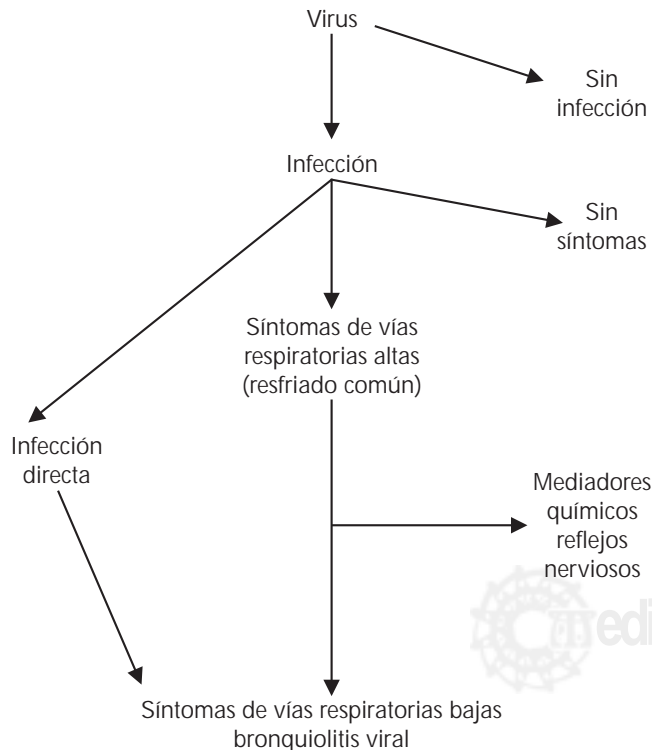 Virus
Sin
infección
Infección
Sin
síntomas
Síntomas de vías
respiratorias altas
(resfriado común)
Infección
directa
Mediadores
químicos
reflejos
nerviosos
Síntomas de vías respiratorias bajas
bronquiolitis viral